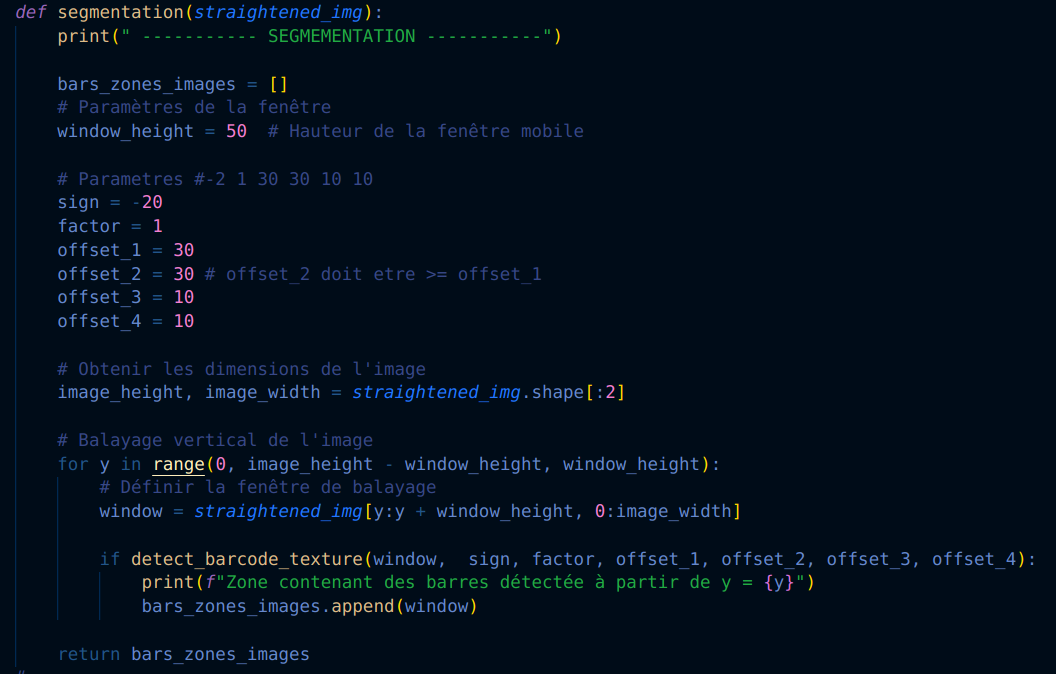 def segmentation(straightened_img):
    print(" ----------- SEGMEMENTATION -----------")
    bars_zones_images = []
    # Paramètres de la fenêtre
    window_height = 50  # Hauteur de la fenêtre mobile
    # Parametres #-2 1 30 30 10 10
    sign = -20
    factor = 1
    offset_1 = 30
    offset_2 = 30 # offset_2 doit etre >= offset_1
    offset_3 = 10
    offset_4 = 10
    # Obtenir les dimensions de l'image
    image_height, image_width = straightened_img.shape[:2]
    # Balayage vertical de l'image
    for y in range(0, image_height - window_height, window_height):
        # Définir la fenêtre de balayage
        window = straightened_img[y:y + window_height, 0:image_width]
        if detect_barcode_texture(window,  sign, factor, offset_1, offset_2, offset_3, offset_4):
            print(f"Zone contenant des barres détectée à partir de y = {y}")
            bars_zones_images.append(window)
    return bars_zones_images